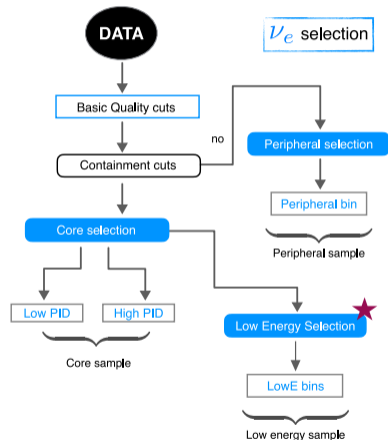 DATA
νe selection
Basic Quality cuts
no
Containment cuts
Peripheral selection
Peripheral bin
Peripheral sample
Core selection
Low PID
High PID
Core sample
Low Energy Selection
LowE bins
Low energy sample